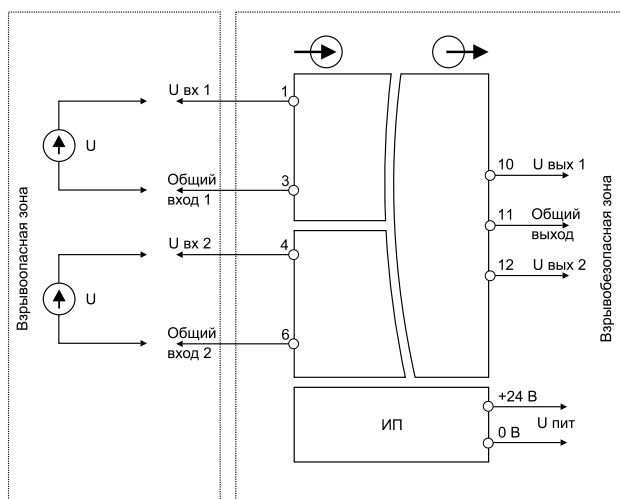 U вх 1
1
U
Общий
вход 1
3
U вх 2
4
U
Общий
вход 2
6
10
U вых 1
11
Общий
выход
12
U вых 2
ИП
+24 В
U пит
0 В
Взрывоопасная зона
Взрывобезопасная зона